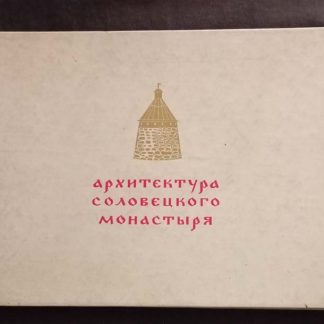 архитектура
соловецкого
монастыря